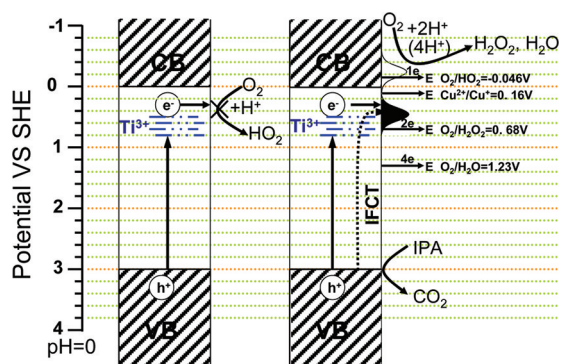 Potential VS SHE
-1
0
1
2
3
4
pH=0
CB
e-
Ti3+
h+
VB
O2
+H+
HO2
CB
e-
Ti3+
IFCT
h+
VB
O2 +2H+
(4H+)
H2O2, H2O
1e
E O2/HO2=-0.046V
E Cu2+/Cu+=0. 16V
2e
E O2/H2O2=0. 68V
4e
E O2/H2O=1.23V
IPA
CO2